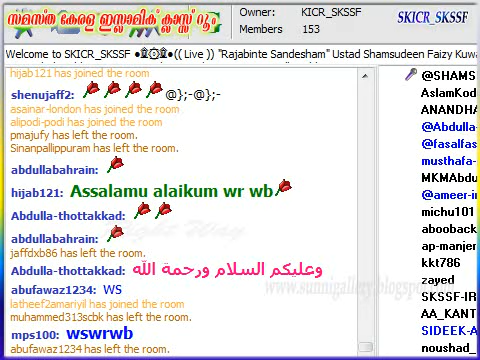 സമസ്ത കേരള ഇസ്ലാമിക് ക്ലാസ്സ് റൂം
Owner: KICR_SKSSF
Members 153
SKICR_SKSSF
Welcome to SKICR_SKSSF (( Live )) "Rajabinte Sandesham" Ustad Shamsudeen Faizy Kuwa
hijab121 has joined the room
shenujaff2: @};-@};-
asainar-london has joined the room
alipodi-podi has joined the room
pmajufy has left the room.
Sinanpallippuram has left the room.
abdullabahrain:
hijab121: Assalamu alaikum wr wb
Abdulla-thottakkad:
abdullabahrain:
jaffdxb86 has left the room.
Abdulla-thottakkad: وعليكم السلام ورحمة الله
abufawaz1234: WS
latheef2amariyil has joined the room
muhammed313scbk has left the room.
mps100: wswrwb
abufawaz1234 has left the room.
@SHAMS
AslamKod
ANANDHA
@Abdulla-
@fasalfas
musthafa-
MKMAbdul
@ameer-ir
michu101
abooback
ap-manjer
kkt786
zayed
SKSSF-IR
AA_KANT
SIDEEK-A
noushad_
www.sunnigallery.blogspot